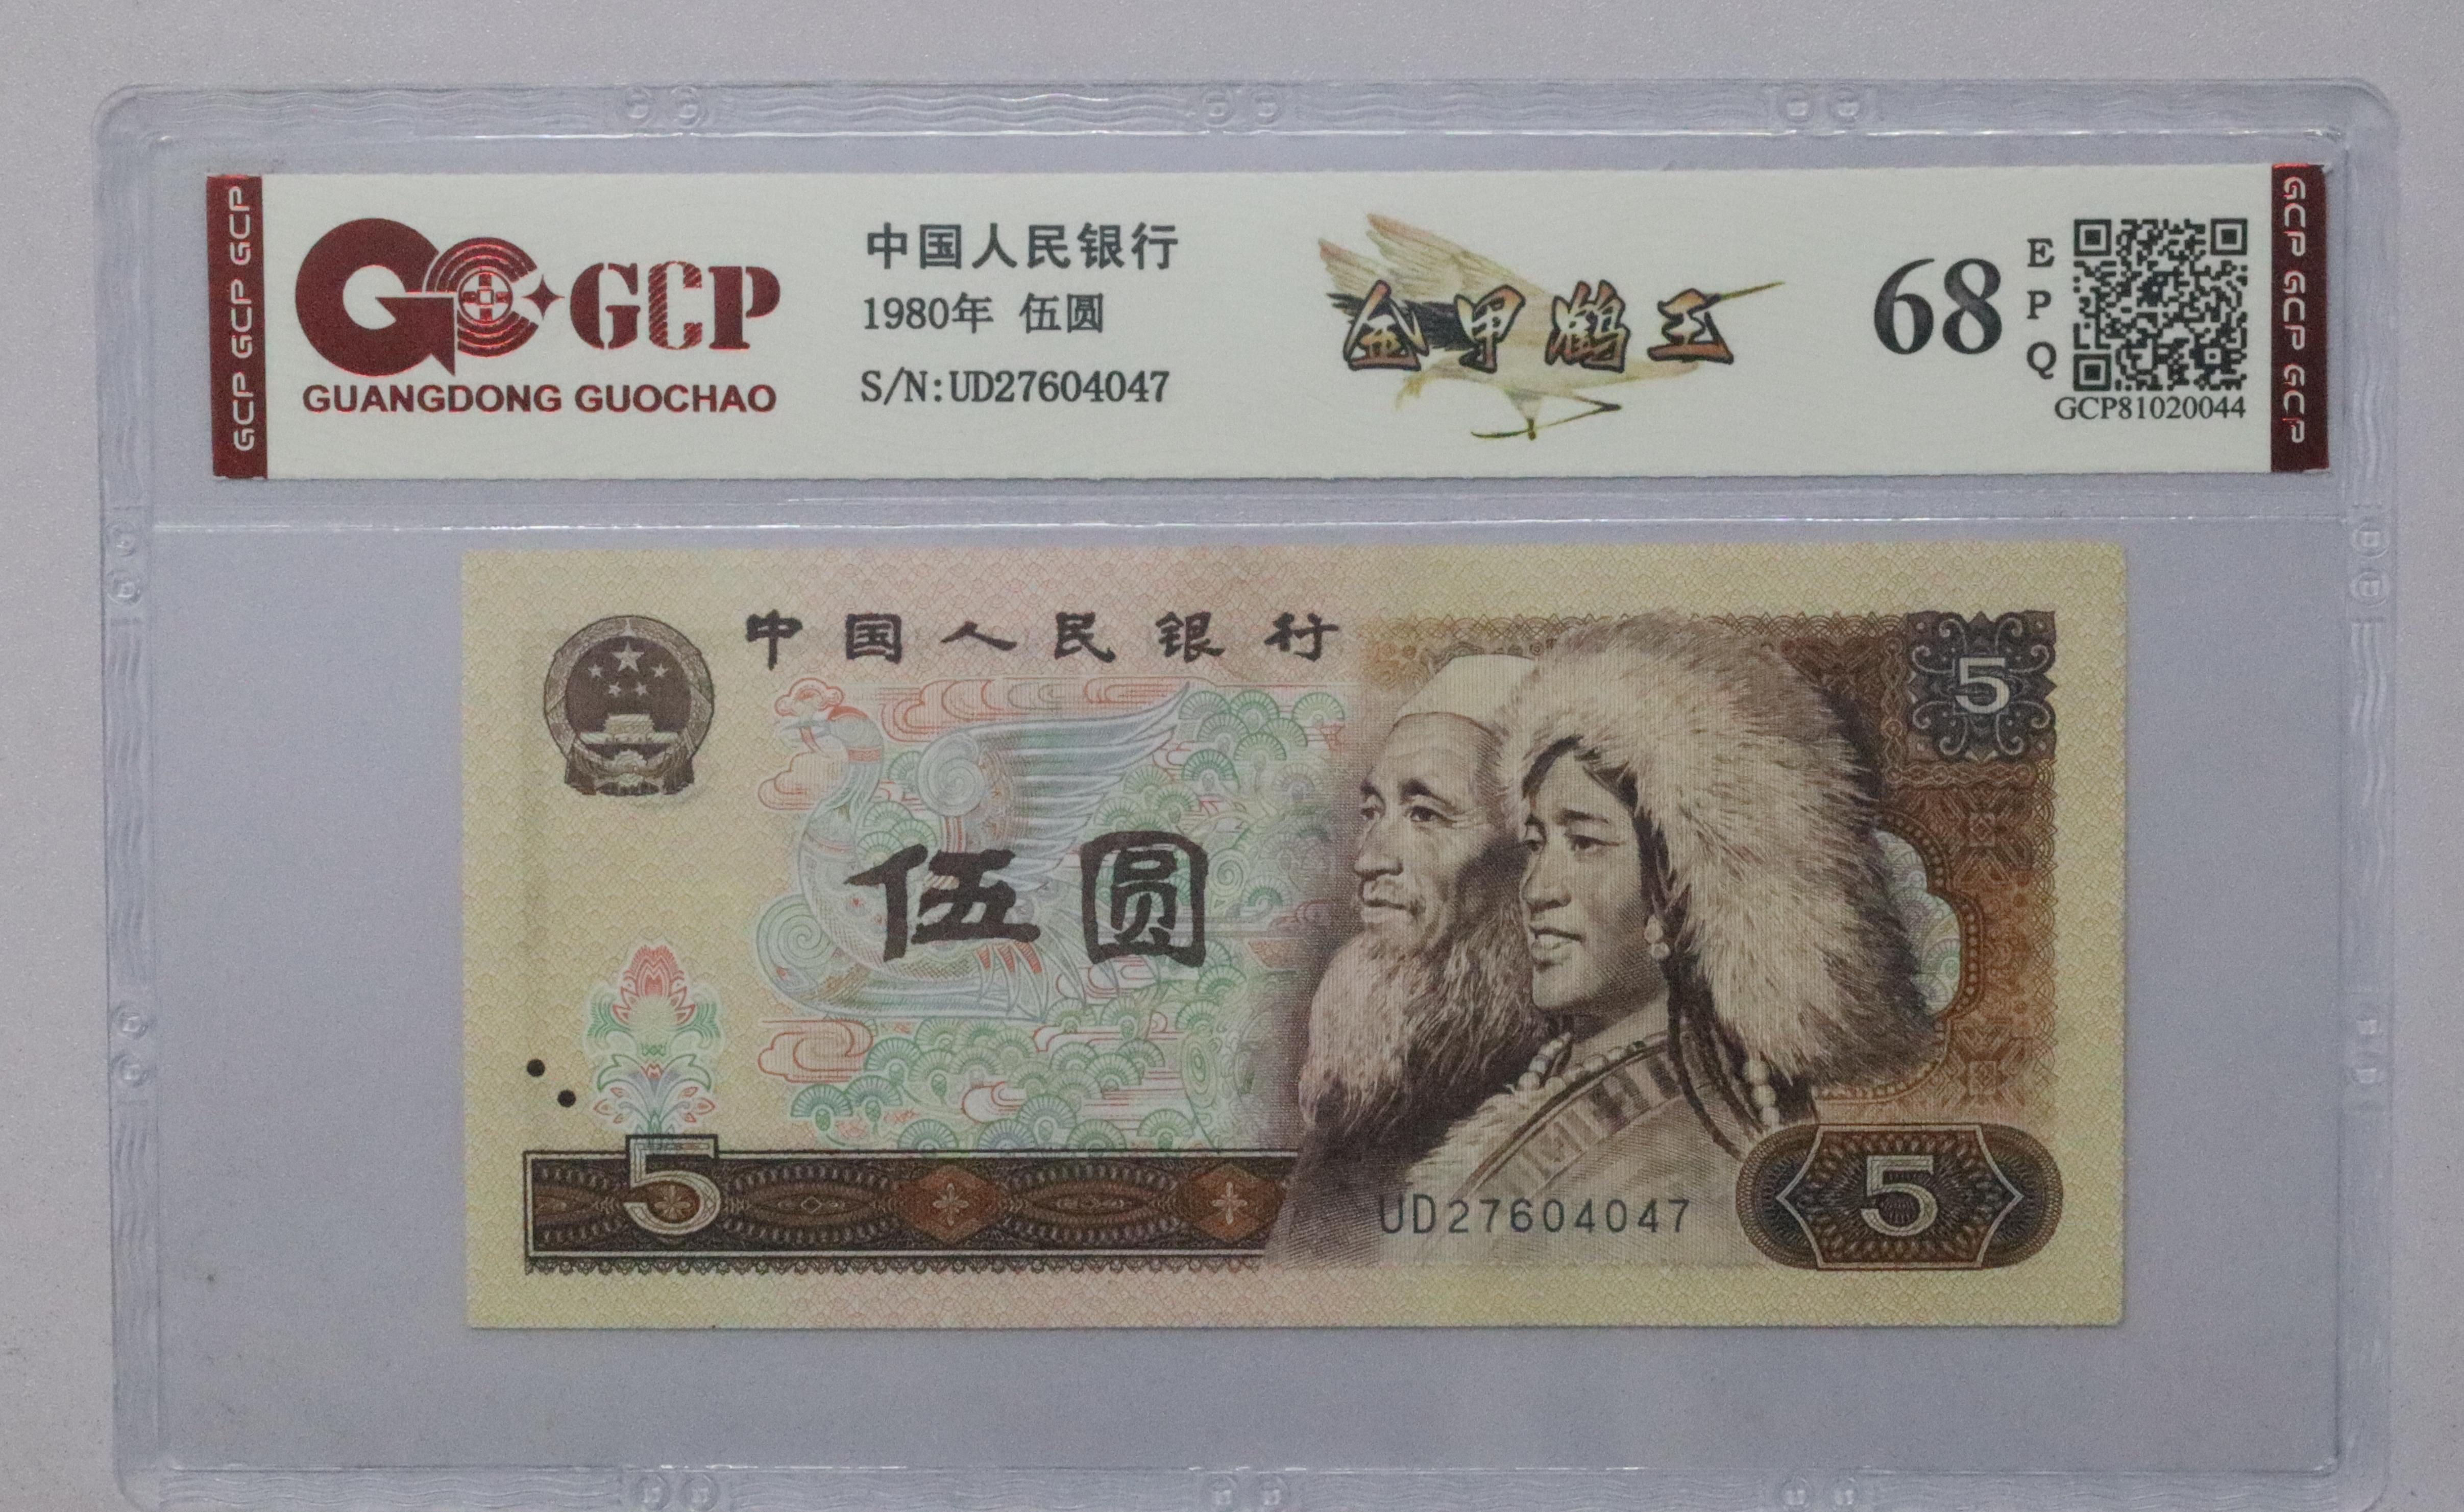 GCP GCP GCP
GCP
GUANGDONG GUOCHAO
中国人民银行
1980年 伍圆
S/N:UD27604047
金甲鹤王
68
EPQ
GCP81020044
GCP GCP GCP
中国人民银行
5
伍圆
5
UD27604047
5